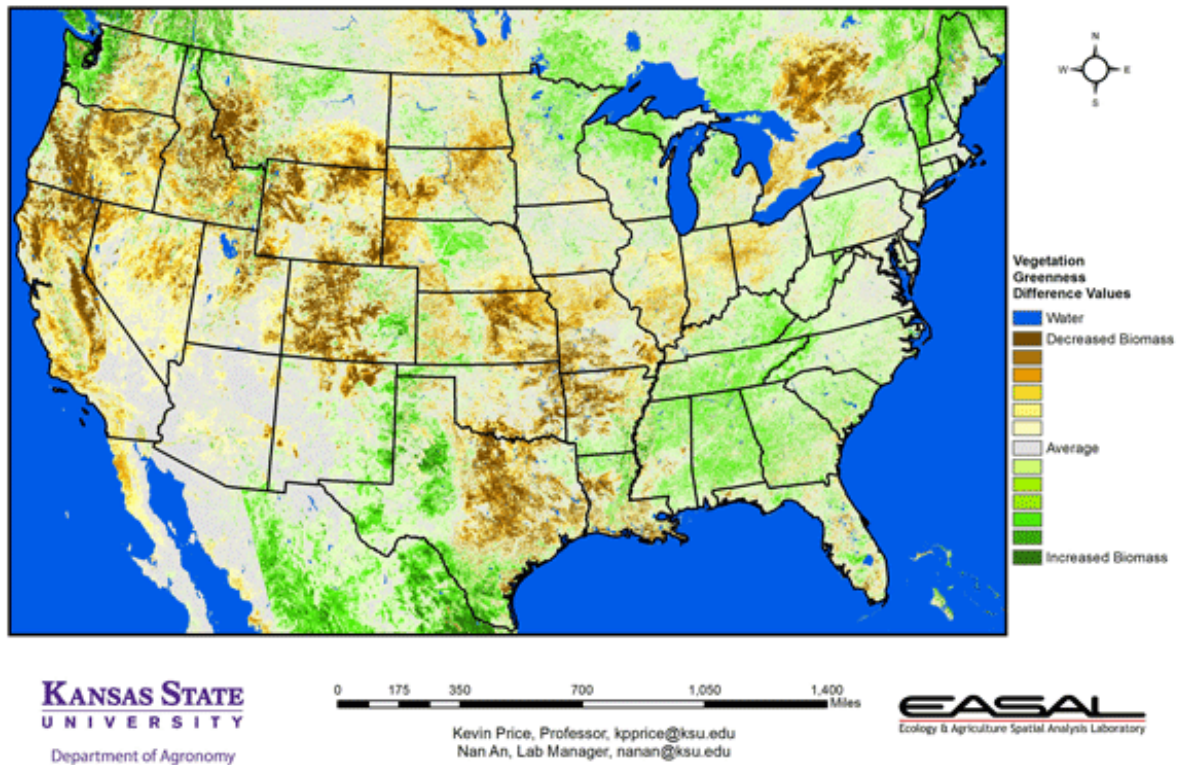 N
W
E
S
Vegetation
Greenness
Difference Values
Water
Decreased Biomass
Average
Increased Biomass
KANSAS STATE
UNIVERSITY
Department of Agronomy
0 175 350 700 1,050 1,400
Miles
Kevin Price, Professor, kpprice@ksu.edu
Nan An, Lab Manager, nanan@ksu.edu
EASAL
Ecology & Agriculture Spatial Analysis Laboratory